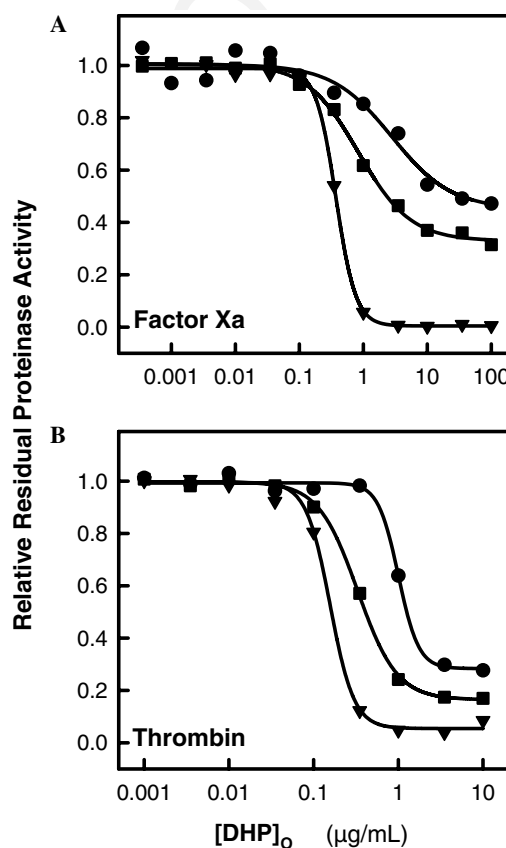 A
1.0
0.8
0.6
0.4
0.2
0.0
Factor Xa
0.001 0.01 0.1 1 10 100
Relative Residual Proteinase Activity
B
1.0
0.8
0.6
0.4
0.2
0.0
Thrombin
0.001 0.01 0.1 1 10
[DHP]O (μg/mL)